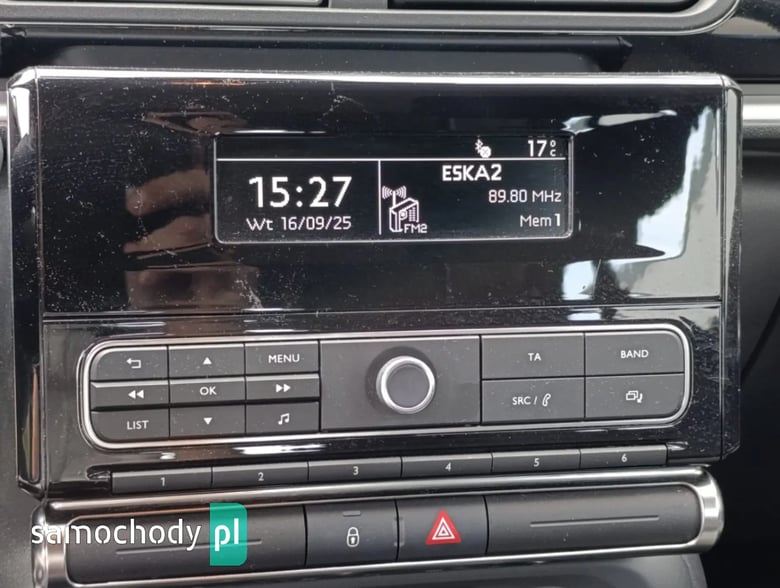 17°C
15:27
Wt 16/09/25
ESKA2
89.80 MHz
FM2
Mem 1
MENU
TA
BAND
OK
LIST
SRC /
1 2 3 4 5 6
samochody pl